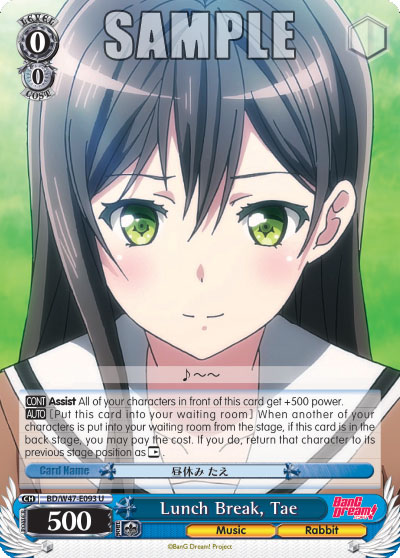 LEVEL
0
0
COST
SAMPLE
♪～～
CONT Assist All of your characters in front of this card get +500 power.
AUTO [Put this card into your waiting room] When another of your
characters is put into your waiting room from the stage, if this card is in the
back stage, you may pay the cost. If you do, return that character to its
previous stage position as
Card Name
昼休み たえ
CH BD/W47-E093 U
Lunch Break, Tae
BanG Dream!
POWER
500
SOUL
Music
Rabbit
©BanG Dream! Project